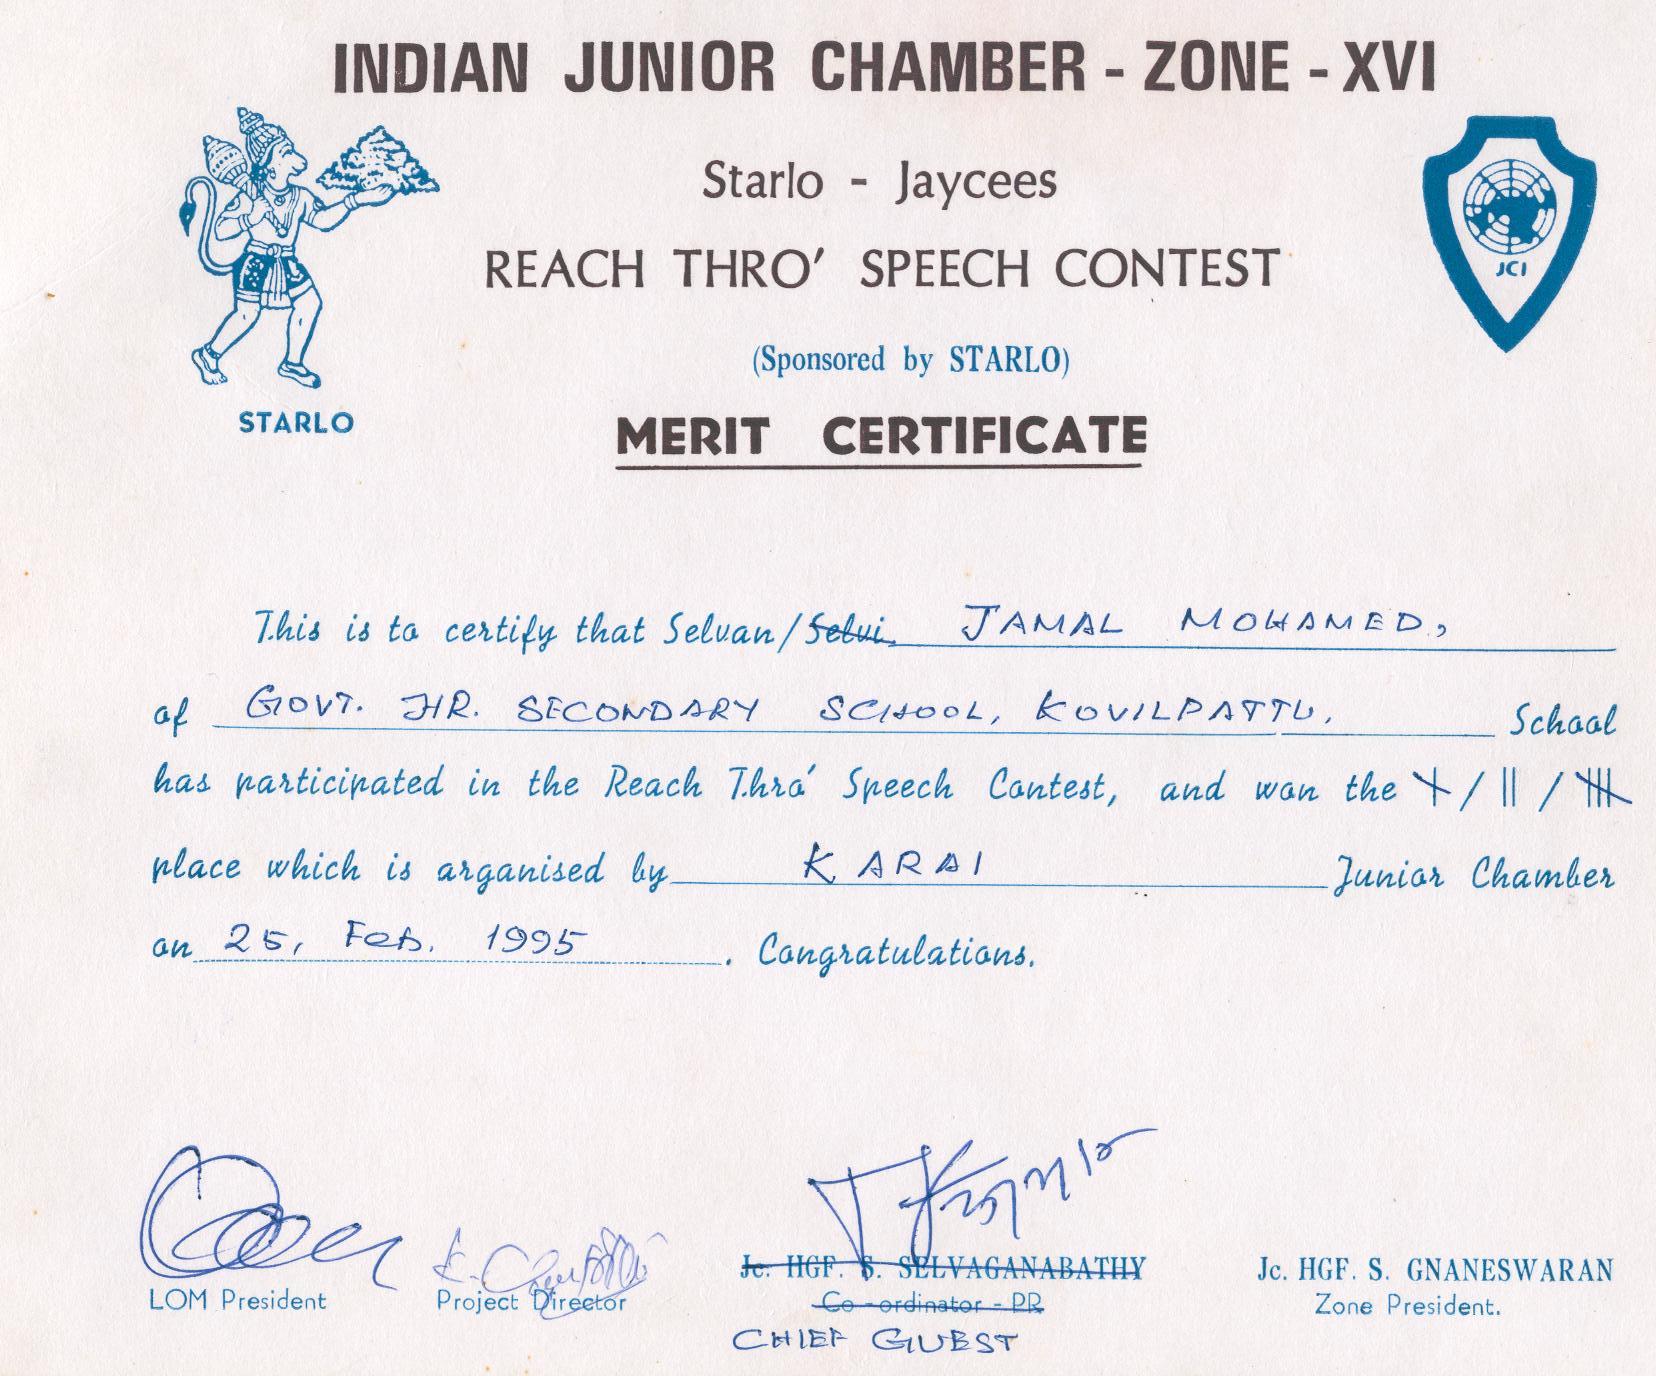 INDIAN JUNIOR CHAMBER - ZONE - XVI
Starlo - Jaycees
REACH THRO' SPEECH CONTEST
JCI
(Sponsored by STARLO)
STARLO
MERIT CERTIFICATE
This is to certify that Selvan/Selvi JAMAL MOHAMED,
of GOVT. HR. SECONDARY SCHOOL, KOVILPATTU, School
has participated in the Reach Thro' Speech Contest, and won the I / II / III
place which is organised by KARAI Junior Chamber
on 25, Feb. 1995. Congratulations.
Jc. HGF. S. SELVAGANABATHY Jc. HGF. S. GNANESWARAN
LOM President Project Director Co-ordinator - PR Zone President.
CHIEF GUEST